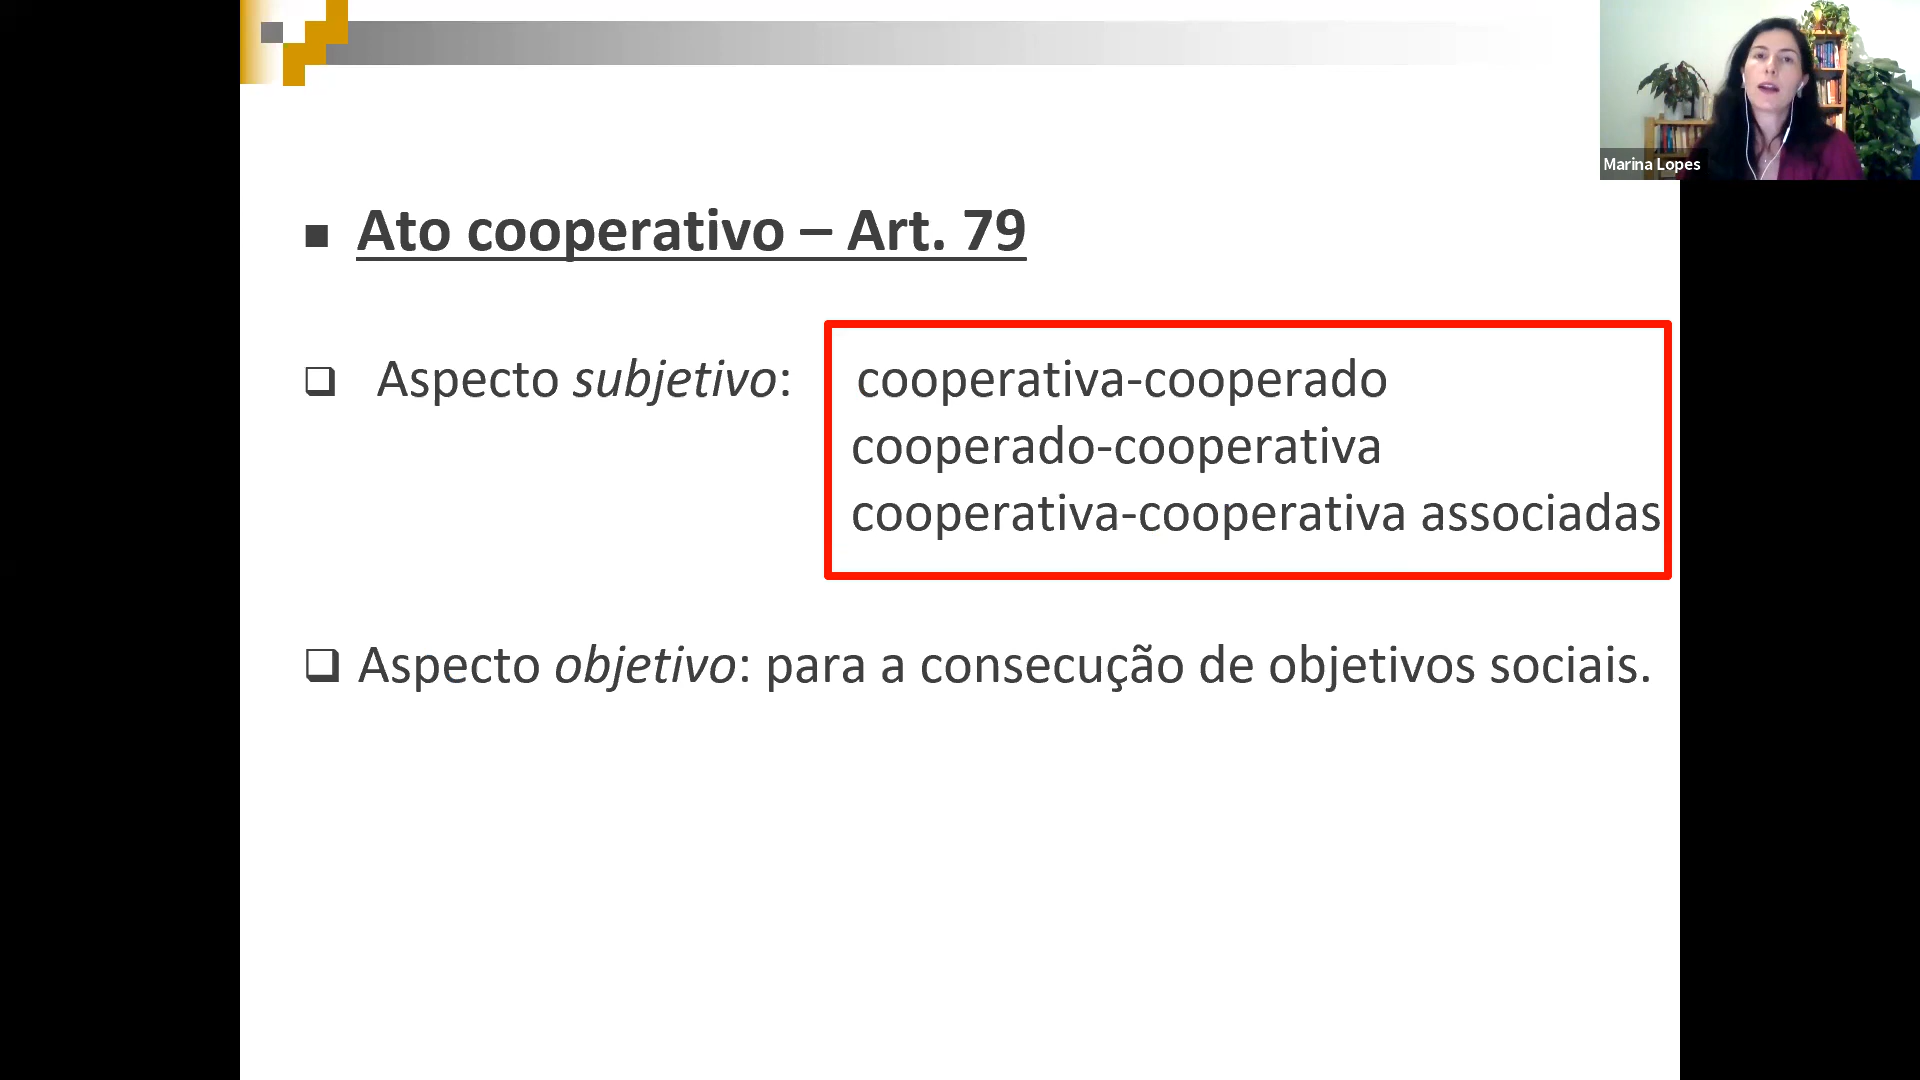 Marina Lopes
Ato cooperativo – Art. 79
Aspecto subjetivo: cooperativa-cooperado
cooperado-cooperativa
cooperativa-cooperativa associadas
Aspecto objetivo: para a consecução de objetivos sociais.